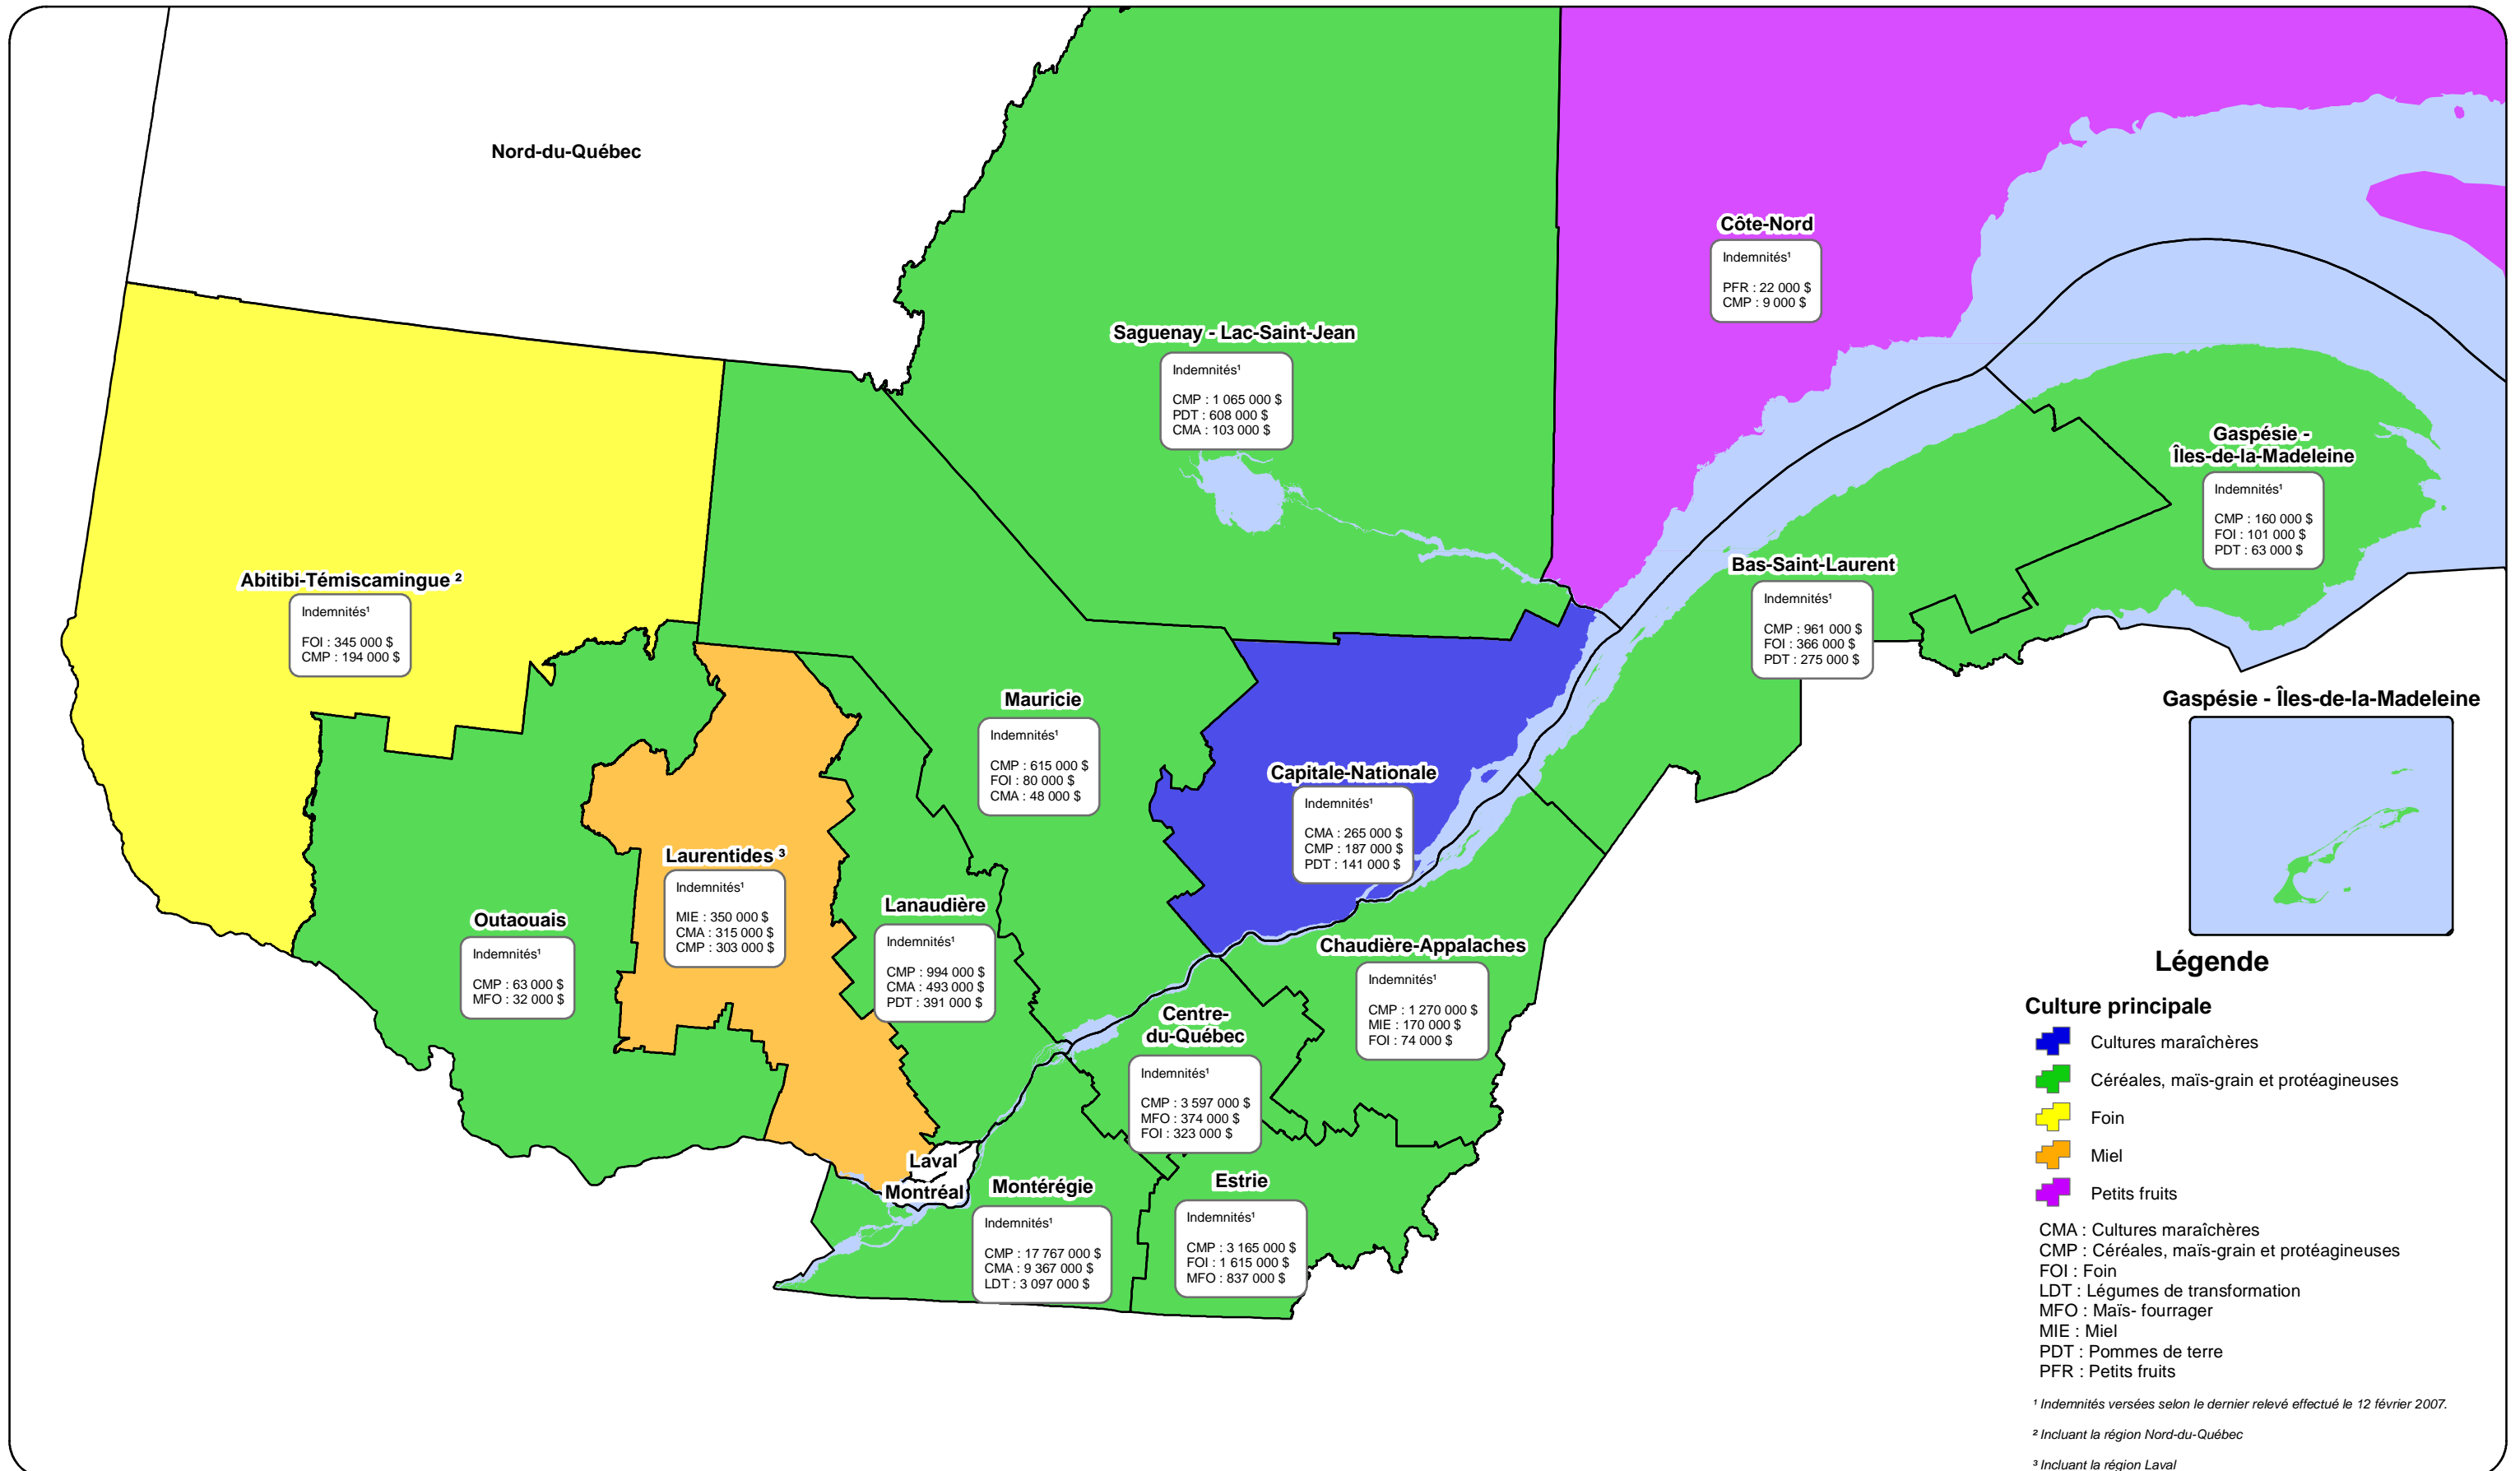 Nord-du-Québec
Côte-Nord
Indemnités¹
PFR : 22 000 $
CMP : 9 000 $
Saguenay - Lac-Saint-Jean
Indemnités¹
CMP : 1 065 000 $
PDT : 608 000 $
CMA : 103 000 $
Gaspésie -
Îles-de-la-Madeleine
Indemnités¹
CMP : 160 000 $
FOI : 101 000 $
PDT : 63 000 $
Abitibi-Témiscamingue ²
Indemnités¹
FOI : 345 000 $
CMP : 194 000 $
Bas-Saint-Laurent
Indemnités¹
CMP : 961 000 $
FOI : 366 000 $
PDT : 275 000 $
Mauricie
Indemnités¹
CMP : 615 000 $
FOI : 80 000 $
CMA : 48 000 $
Capitale-Nationale
Indemnités¹
CMA : 265 000 $
CMP : 187 000 $
PDT : 141 000 $
Laurentides ³
Indemnités¹
MIE : 350 000 $
CMA : 315 000 $
CMP : 303 000 $
Outaouais
Indemnités¹
CMP : 63 000 $
MFO : 32 000 $
Lanaudière
Indemnités¹
CMP : 994 000 $
CMA : 493 000 $
PDT : 391 000 $
Chaudière-Appalaches
Indemnités¹
CMP : 1 270 000 $
MIE : 170 000 $
FOI : 74 000 $
Centre-
du-Québec
Indemnités¹
CMP : 3 597 000 $
MFO : 374 000 $
FOI : 323 000 $
Laval
Montréal
Montérégie
Indemnités¹
CMP : 17 767 000 $
CMA : 9 367 000 $
LDT : 3 097 000 $
Estrie
Indemnités¹
CMP : 3 165 000 $
FOI : 1 615 000 $
MFO : 837 000 $
Gaspésie - Îles-de-la-Madeleine
Légende
Culture principale
Cultures maraîchères
Céréales, maïs-grain et protéagineuses
Foin
Miel
Petits fruits
CMA : Cultures maraîchères
CMP : Céréales, maïs-grain et protéagineuses
FOI : Foin
LDT : Légumes de transformation
MFO : Maïs- fourrager
MIE : Miel
PDT : Pommes de terre
PFR : Petits fruits
¹ Indemnités versées selon le dernier relevé effectué le 12 février 2007.
² Incluant la région Nord-du-Québec
³ Incluant la région Laval